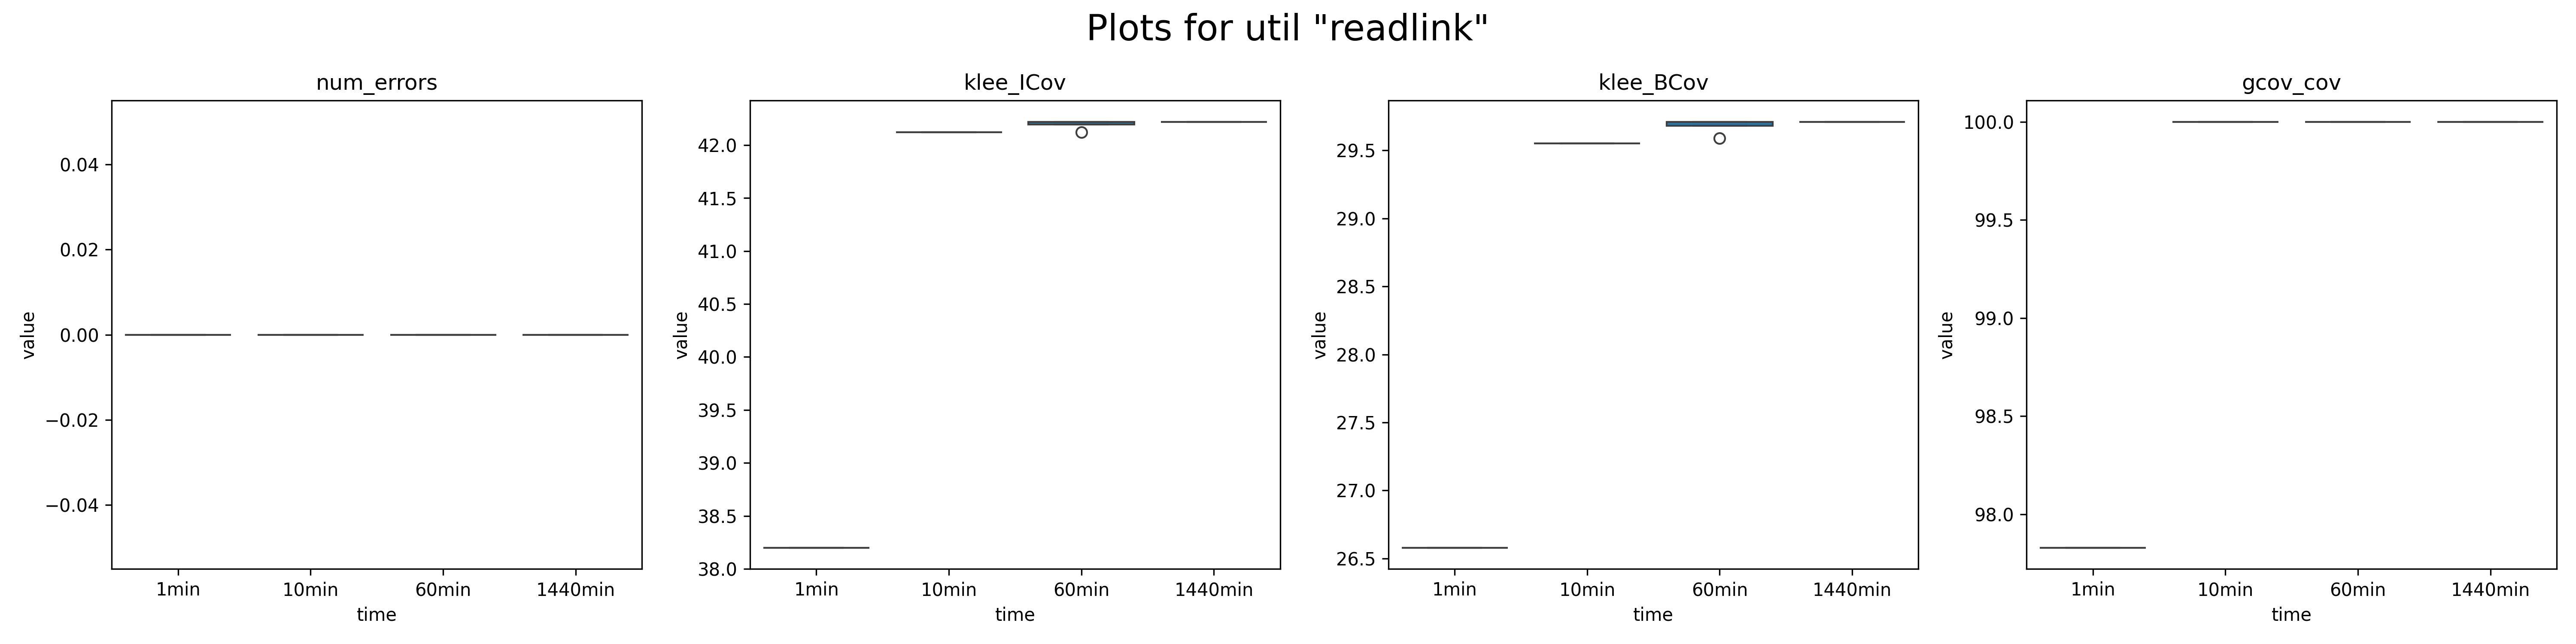 Plots for util "readlink"
num_errors
value
0.04
0.02
0.00
−0.02
−0.04
1min 10min 60min 1440min
time
klee_ICov
value
42.0
41.5
41.0
40.5
40.0
39.5
39.0
38.5
38.0
1min 10min 60min 1440min
time
klee_BCov
value
29.5
29.0
28.5
28.0
27.5
27.0
26.5
1min 10min 60min 1440min
time
gcov_cov
value
100.0
99.5
99.0
98.5
98.0
1min 10min 60min 1440min
time